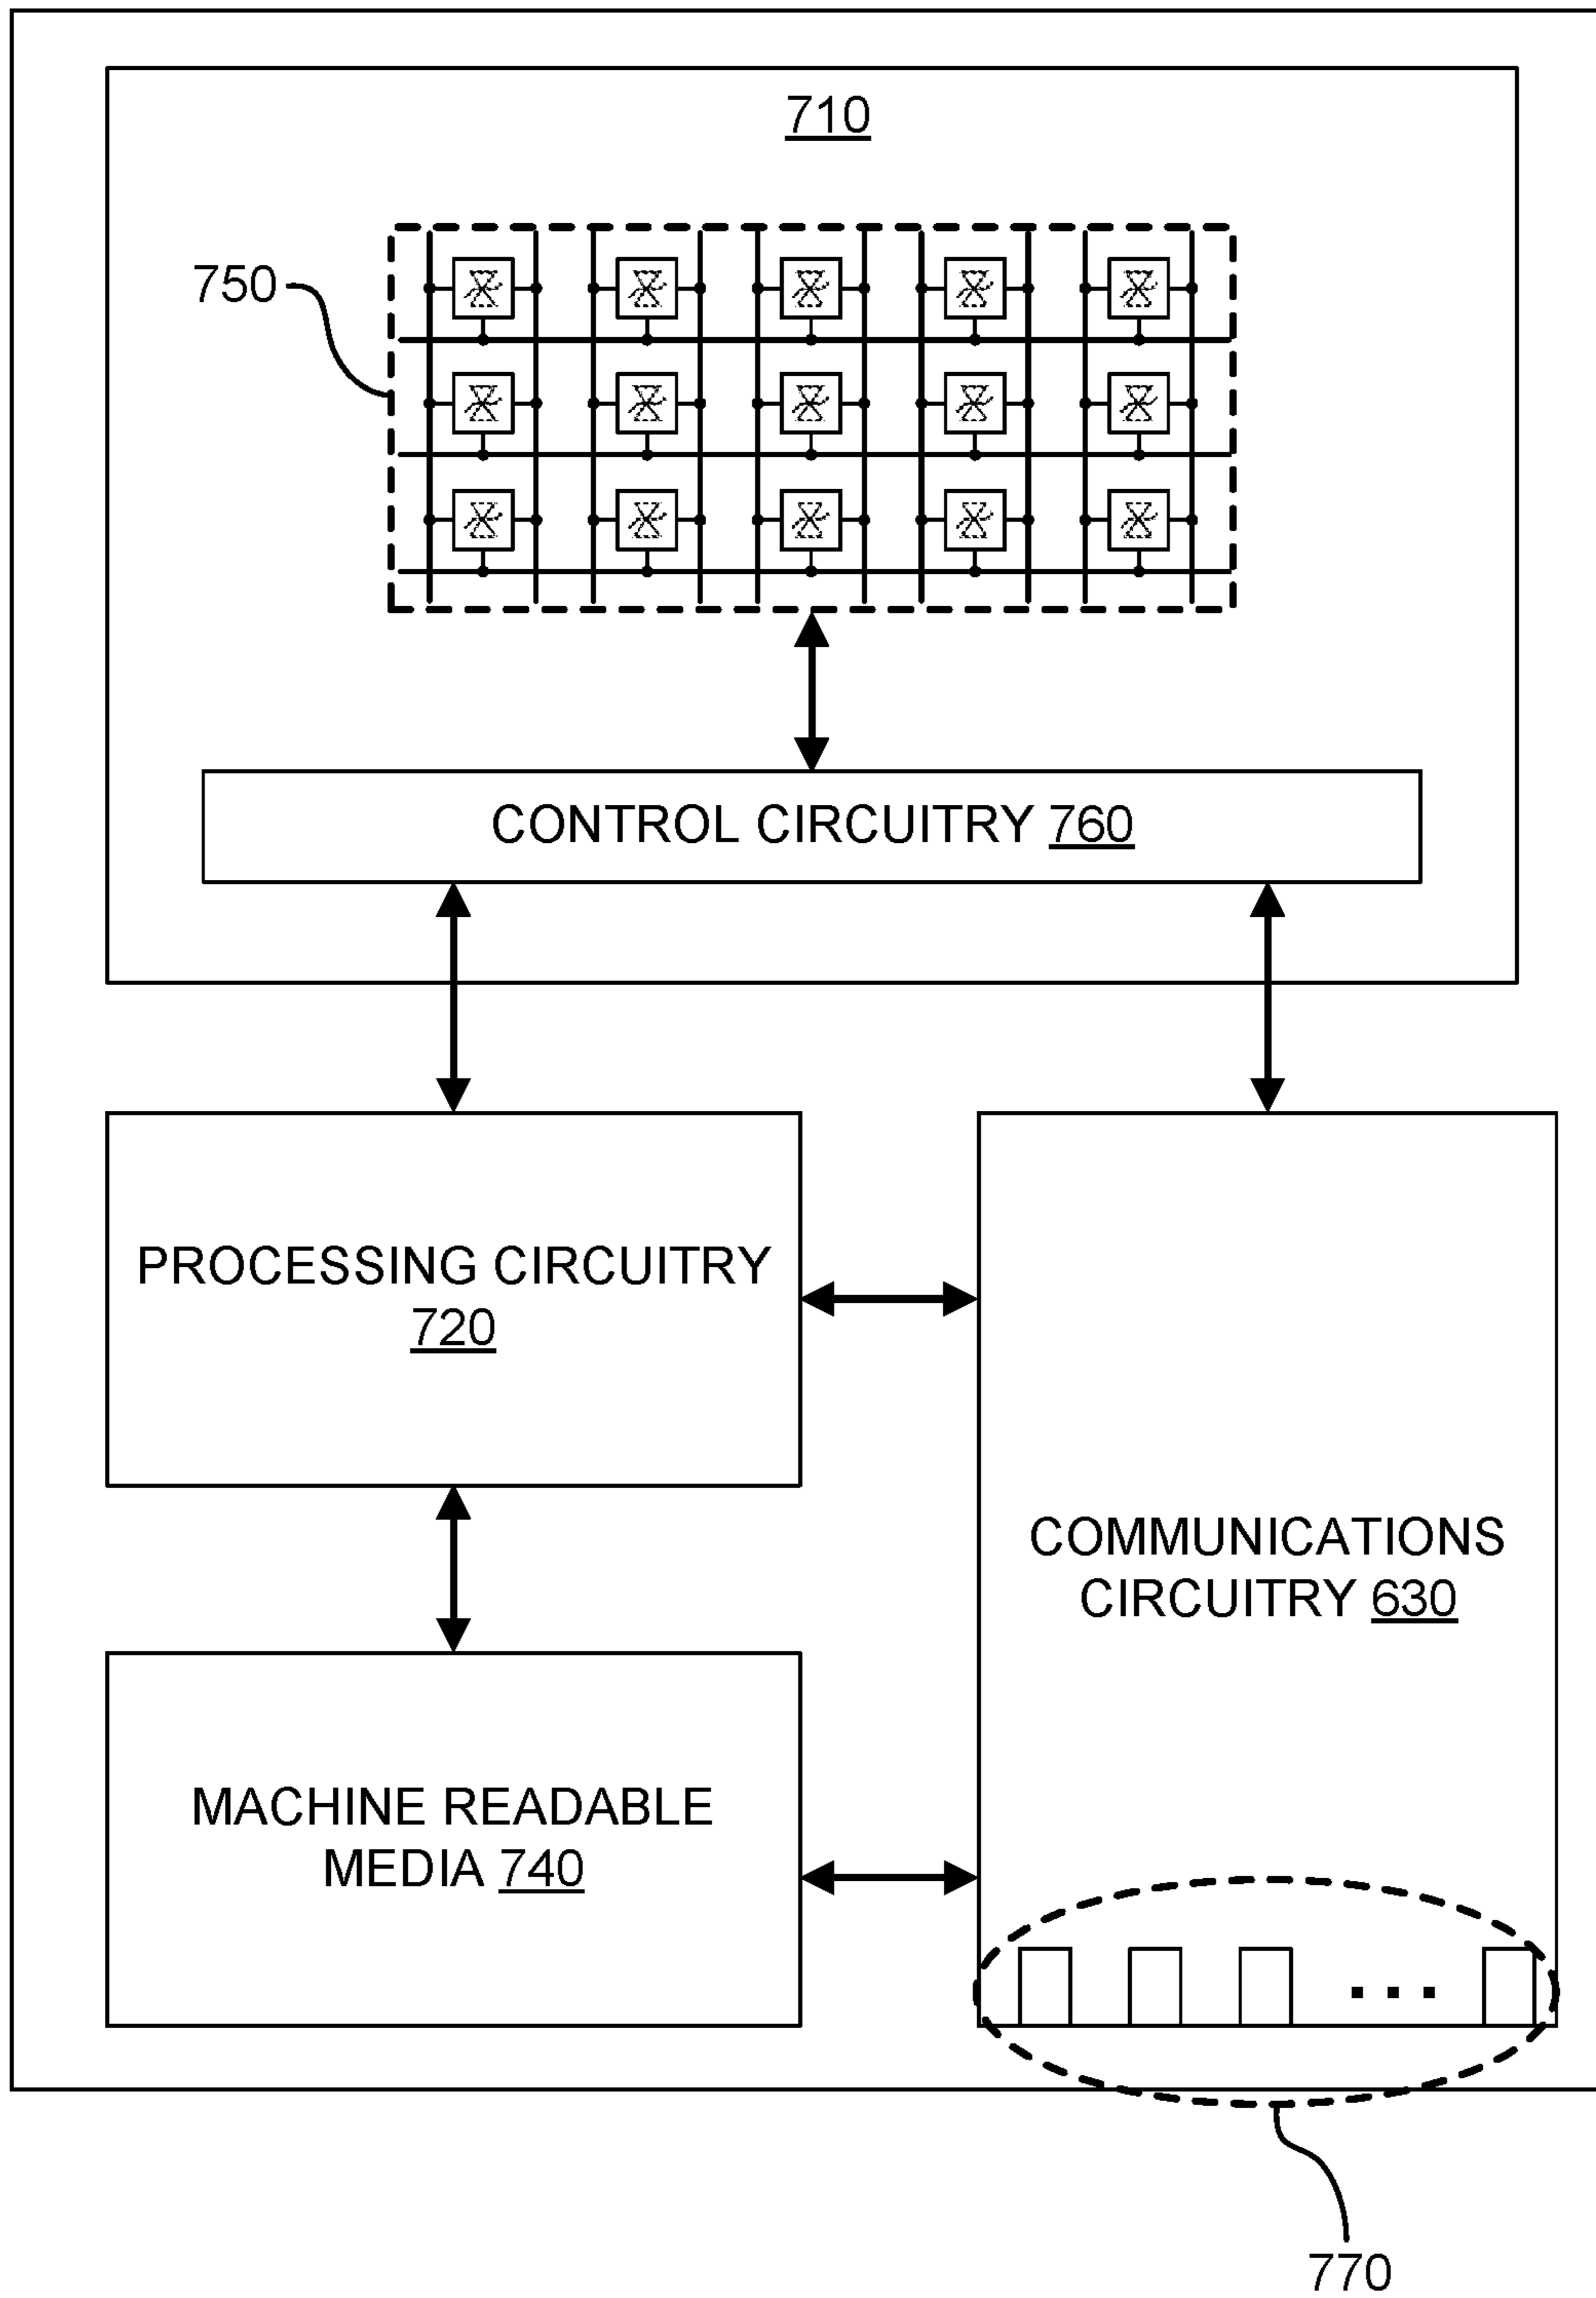 710
750
CONTROL CIRCUITRY 760
PROCESSING CIRCUITRY
720
COMMUNICATIONS
CIRCUITRY 630
MACHINE READABLE
MEDIA 740
770